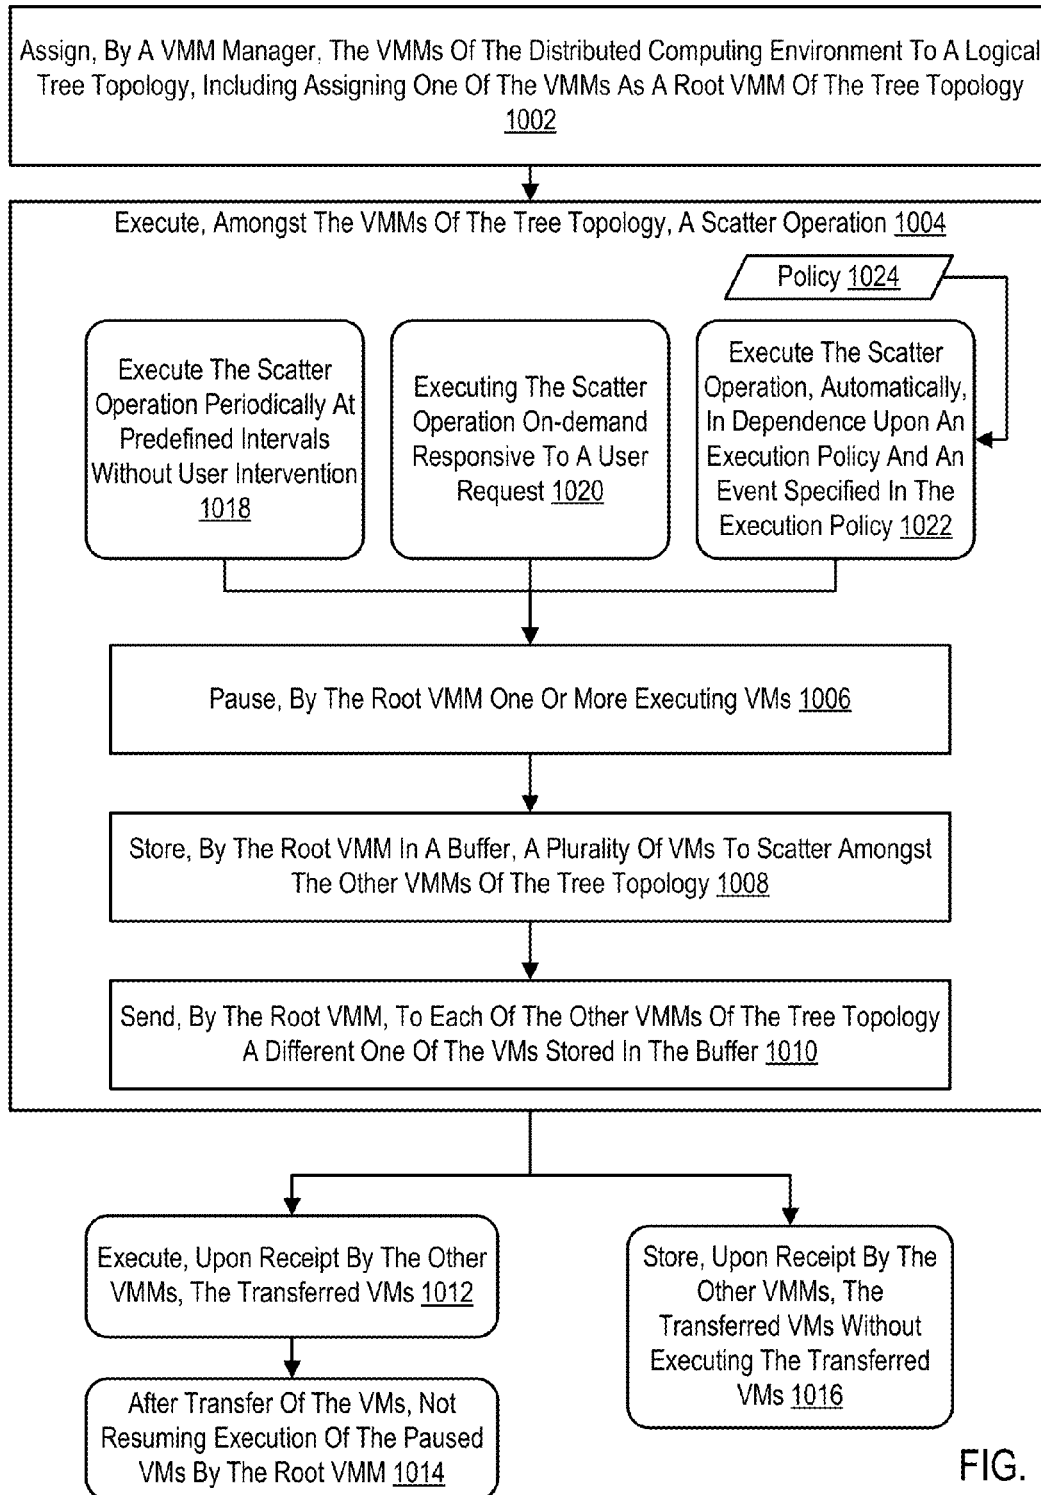 Assign, By A VMM Manager, The VMMs Of The Distributed Computing Environment To A Logical
Tree Topology, Including Assigning One Of The VMMs As A Root VMM Of The Tree Topology
1002
Execute, Amongst The VMMs Of The Tree Topology, A Scatter Operation 1004
Policy 1024
Execute The Scatter
Operation Periodically At
Predefined Intervals
Without User Intervention
1018
Executing The Scatter
Operation On-demand
Responsive To A User
Request 1020
Execute The Scatter
Operation, Automatically,
In Dependence Upon An
Execution Policy And An
Event Specified In The
Execution Policy 1022
Pause, By The Root VMM One Or More Executing VMs 1006
Store, By The Root VMM In A Buffer, A Plurality Of VMs To Scatter Amongst
The Other VMMs Of The Tree Topology 1008
Send, By The Root VMM, To Each Of The Other VMMs Of The Tree Topology
A Different One Of The VMs Stored In The Buffer 1010
Execute, Upon Receipt By The Other
VMMs, The Transferred VMs 1012
After Transfer Of The VMs, Not
Resuming Execution Of The Paused
VMs By The Root VMM 1014
Store, Upon Receipt By The
Other VMMs, The
Transferred VMs Without
Executing The Transferred
VMs 1016
FIG.